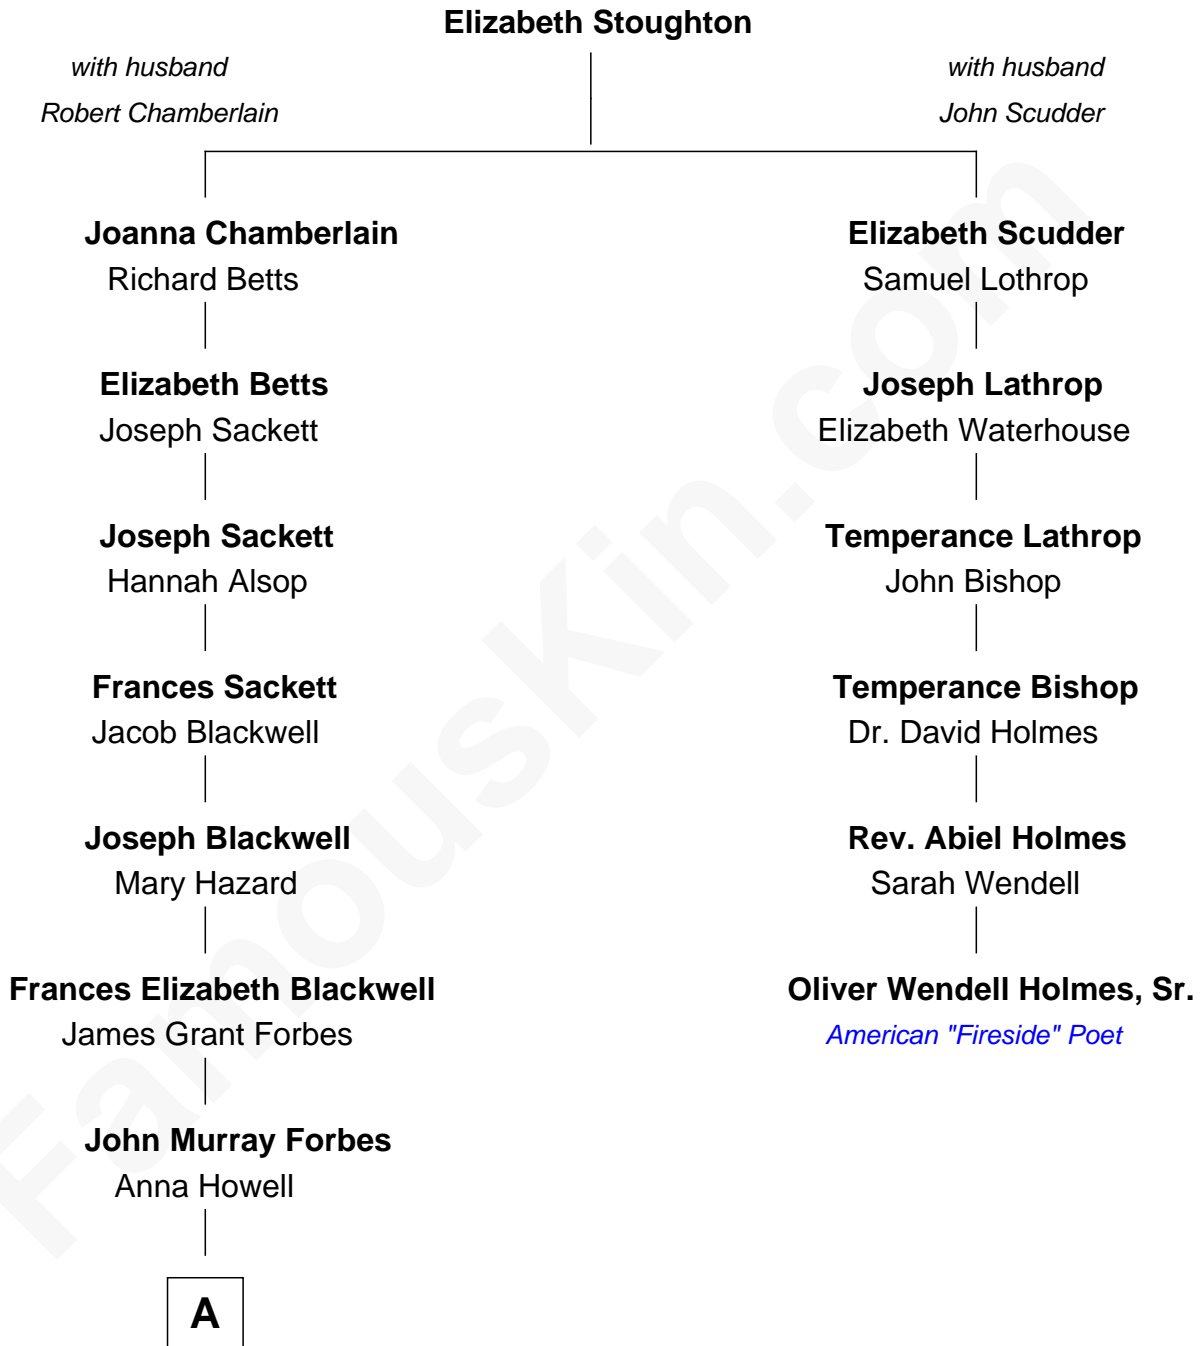 Elizabeth Stoughton
with husband
Robert Chamberlain
with husband
John Scudder
Joanna Chamberlain
Richard Betts
Elizabeth Scudder
Samuel Lothrop
Elizabeth Betts
Joseph Sackett
Joseph Lathrop
Elizabeth Waterhouse
Joseph Sackett
Hannah Alsop
Temperance Lathrop
John Bishop
Frances Sackett
Jacob Blackwell
Temperance Bishop
Dr. David Holmes
Joseph Blackwell
Mary Hazard
Rev. Abiel Holmes
Sarah Wendell
Frances Elizabeth Blackwell
James Grant Forbes
Oliver Wendell Holmes, Sr.
American "Fireside" Poet
John Murray Forbes
Anna Howell
A
FamousKin.com